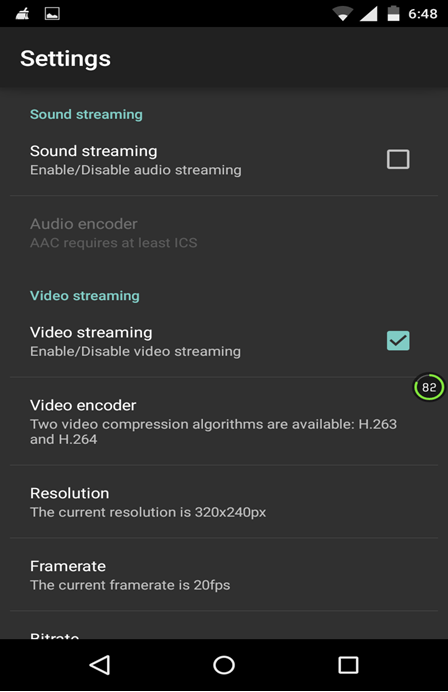 6:48
Settings
Sound streaming
Sound streaming
Enable/Disable audio streaming
Audio encoder
AAC requires at least ICS
Video streaming
Video streaming
Enable/Disable video streaming
82
Video encoder
Two video compression algorithms are available: H.263
and H.264
Resolution
The current resolution is 320x240px
Framerate
The current framerate is 20fps
Bitrate